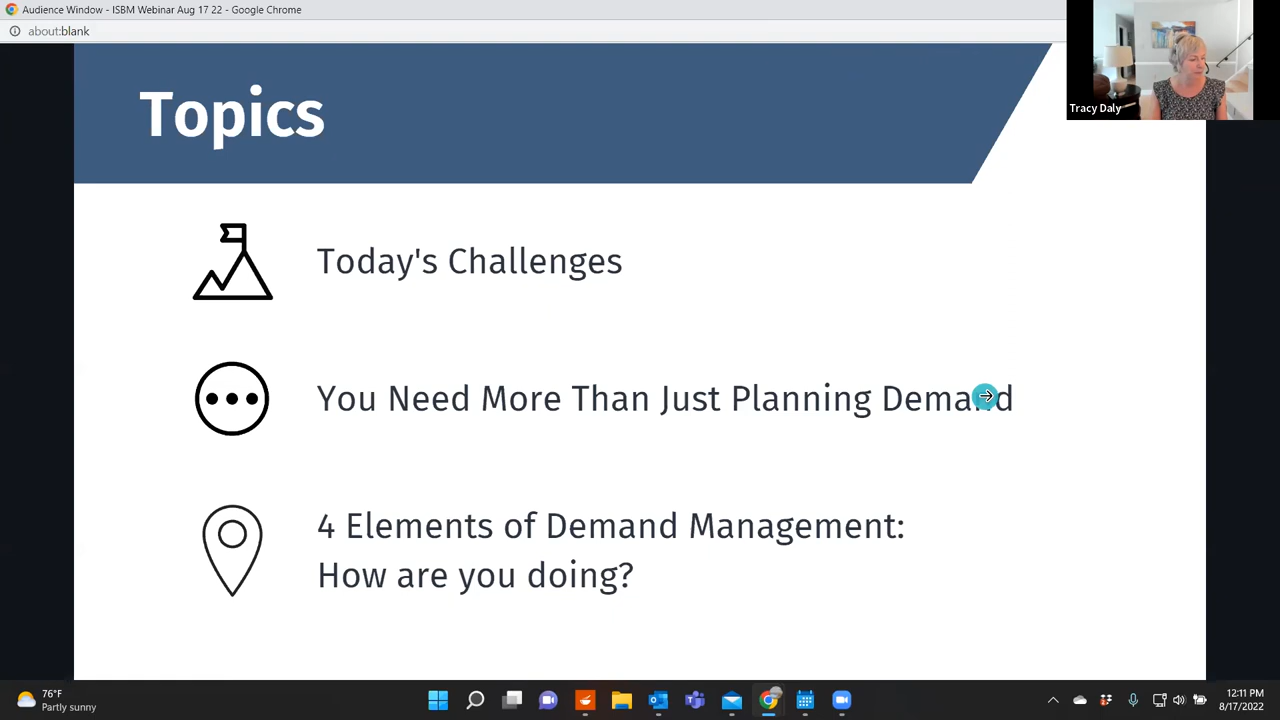 Audience Window - ISBM Webinar Aug 17 22 - Google Chrome
about:blank
Tracy Daly
Topics
Today's Challenges
You Need More Than Just Planning Demand
4 Elements of Demand Management:
How are you doing?
76°F
Partly sunny
12:11 PM
8/17/2022